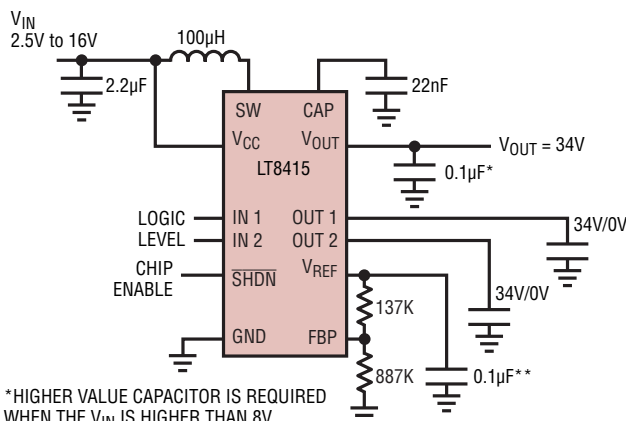 VIN
2.5V to 16V
100µH
2.2µF
22nF
SW
CAP
VCC
VOUT
LT8415
VOUT = 34V
0.1µF*
LOGIC
LEVEL
IN 1
IN 2
OUT 1
OUT 2
34V/0V
CHIP
ENABLE
SHDN
VREF
34V/0V
137K
GND
FBP
887K
0.1µF**
*HIGHER VALUE CAPACITOR IS REQUIRED
WHEN THE VIN IS HIGHER THAN 8V